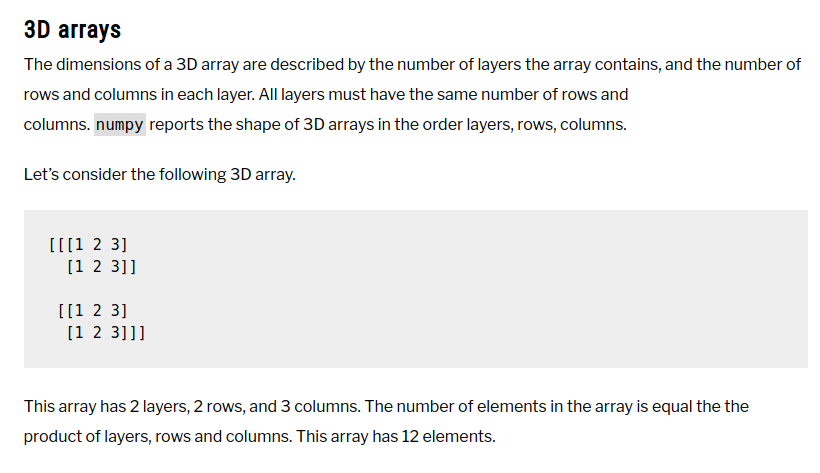 3D arrays
The dimensions of a 3D array are described by the number of layers the array contains, and the number of
rows and columns in each layer. All layers must have the same number of rows and
columns. numpy reports the shape of 3D arrays in the order layers, rows, columns.
Let’s consider the following 3D array.
[[[1 2 3]
  [1 2 3]]
 [[1 2 3]
  [1 2 3]]]
This array has 2 layers, 2 rows, and 3 columns. The number of elements in the array is equal the the
product of layers, rows and columns. This array has 12 elements.